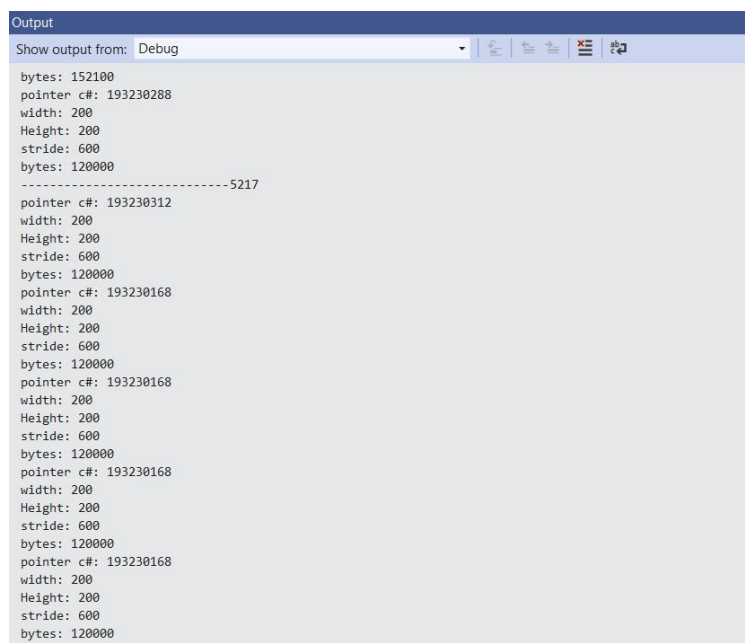 Output
Show output from: Debug
bytes: 152100
pointer c#: 193230288
width: 200
Height: 200
stride: 600
bytes: 120000
-----------------------------5217
pointer c#: 193230312
width: 200
Height: 200
stride: 600
bytes: 120000
pointer c#: 193230168
width: 200
Height: 200
stride: 600
bytes: 120000
pointer c#: 193230168
width: 200
Height: 200
stride: 600
bytes: 120000
pointer c#: 193230168
width: 200
Height: 200
stride: 600
bytes: 120000
pointer c#: 193230168
width: 200
Height: 200
stride: 600
bytes: 120000